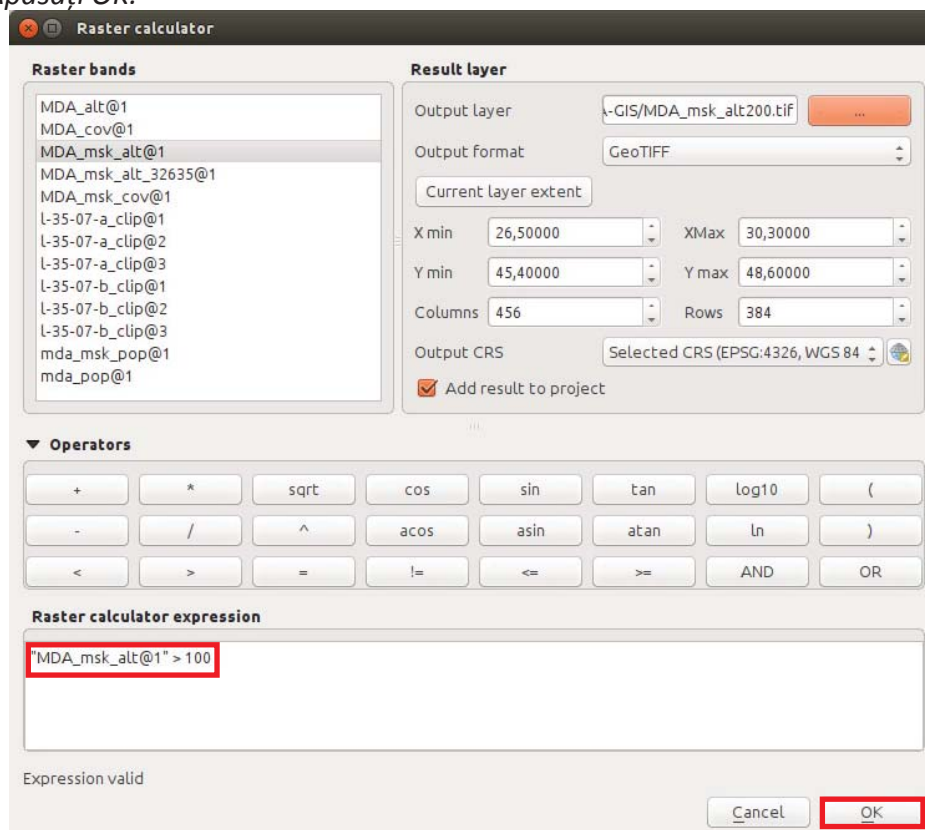 apăsați OK.
Raster calculator
Raster bands
MDA_alt@1
MDA_cov@1
MDA_msk_alt@1
MDA_msk_alt_32635@1
MDA_msk_cov@1
l-35-07-a_clip@1
l-35-07-a_clip@2
l-35-07-a_clip@3
l-35-07-b_clip@1
l-35-07-b_clip@2
l-35-07-b_clip@3
mda_msk_pop@1
mda_pop@1
Result layer
Output layer \-GIS/MDA_msk_alt200.tif ...
Output format GeoTIFF
Current layer extent
X min 26,50000 XMax 30,30000
Y min 45,40000 Y max 48,60000
Columns 456 Rows 384
Output CRS Selected CRS (EPSG:4326, WGS 84
Add result to project
Operators
+ * sqrt cos sin tan log10 (
- / ^ acos asin atan ln )
< > = != <= >= AND OR
Raster calculator expression
"MDA_msk_alt@1" > 100
Expression valid
Cancel OK